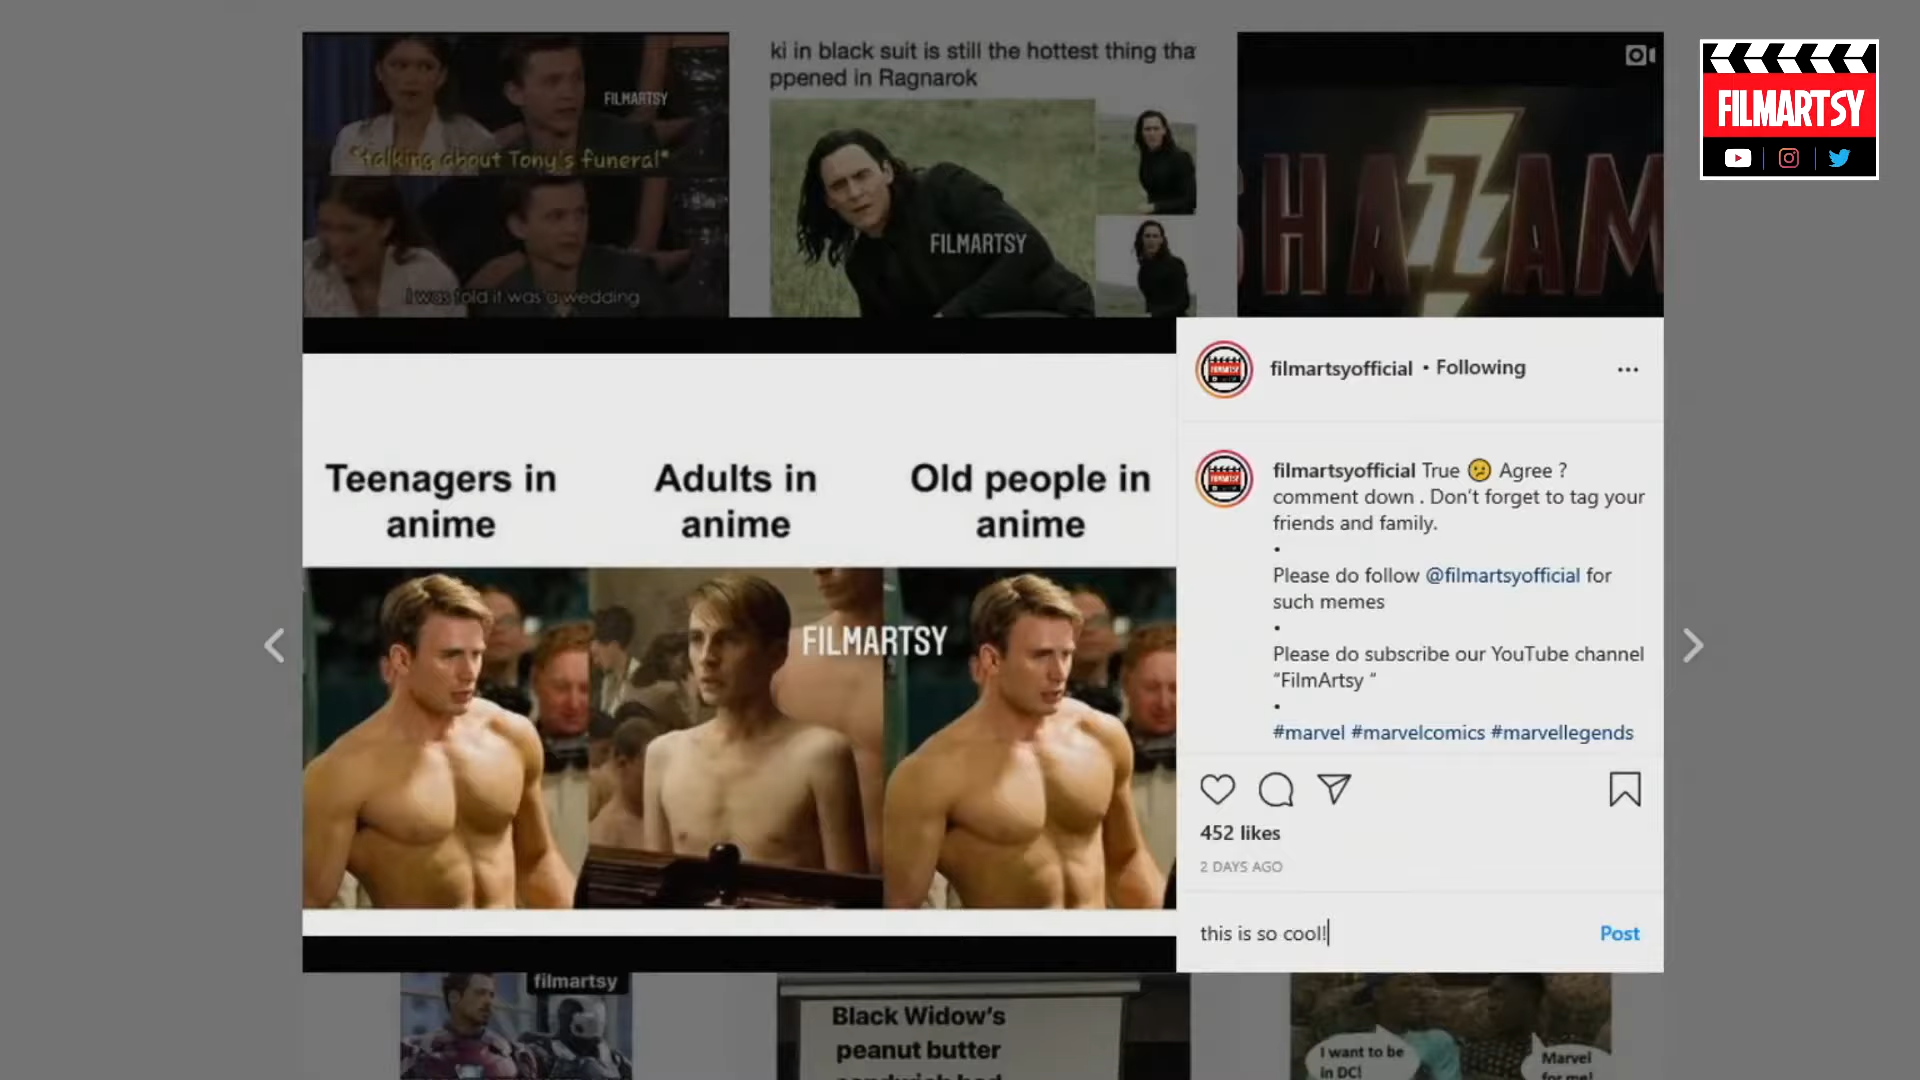 FILMARTSY
*talking about Tony's funeral*
I was told it was a wedding
ki in black suit is still the hottest thing tha
ppened in Ragnarok
FILMARTSY
SHAZAM
FILMARTSY
filmartsyofficial • Following
Teenagers in
anime
Adults in
anime
Old people in
anime
FILMARTSY
filmartsyofficial True 😕 Agree ?
comment down . Don't forget to tag your
friends and family.
•
Please do follow @filmartsyofficial for
such memes
•
Please do subscribe our YouTube channel
"FilmArtsy "
•
#marvel #marvelcomics #marvellegends
452 likes
2 DAYS AGO
this is so cool!
Post
filmartsy
Black Widow's
peanut butter
I want to be
in DC!
Marvel
for me!